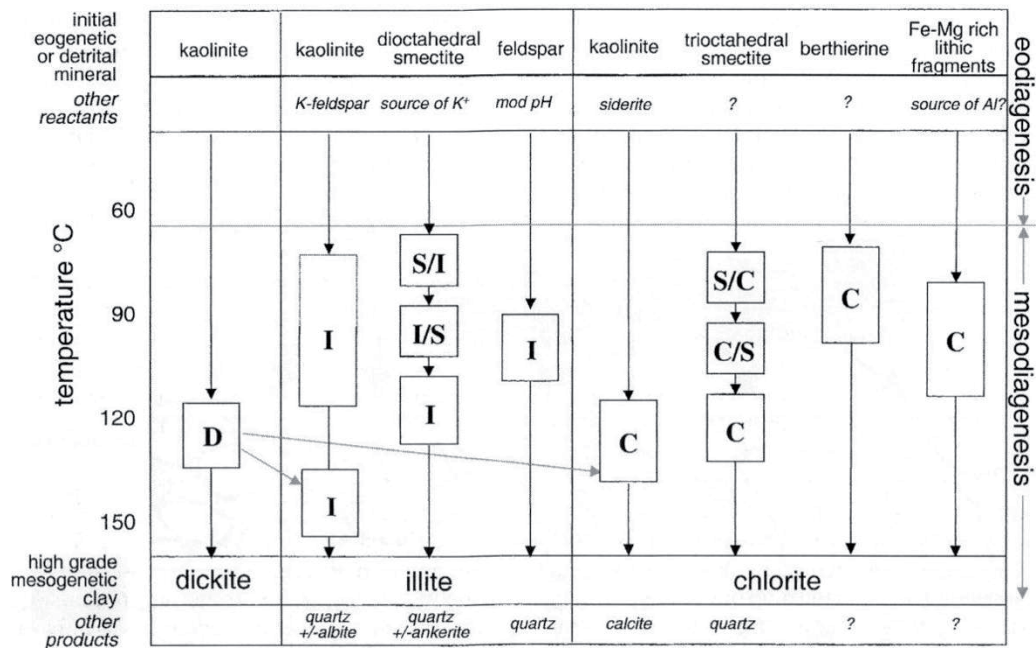 initial
eogenetic
or detrital
mineral
kaolinite
kaolinite
dioctahedral
smectite
feldspar
kaolinite
trioctahedral
smectite
berthierine
Fe-Mg rich
lithic
fragments
other
reactants
K-feldspar
source of K⁺
mod pH
siderite
?
?
source of Al?
eodiagenesis
mesodiagenesis
temperature °C
60
90
120
150
D
I
I
S/I
I/S
I
I
C
S/C
C/S
C
C
C
high grade
mesogenetic
clay
dickite
illite
chlorite
other
products
quartz
+/-albite
quartz
+/-ankerite
quartz
calcite
quartz
?
?